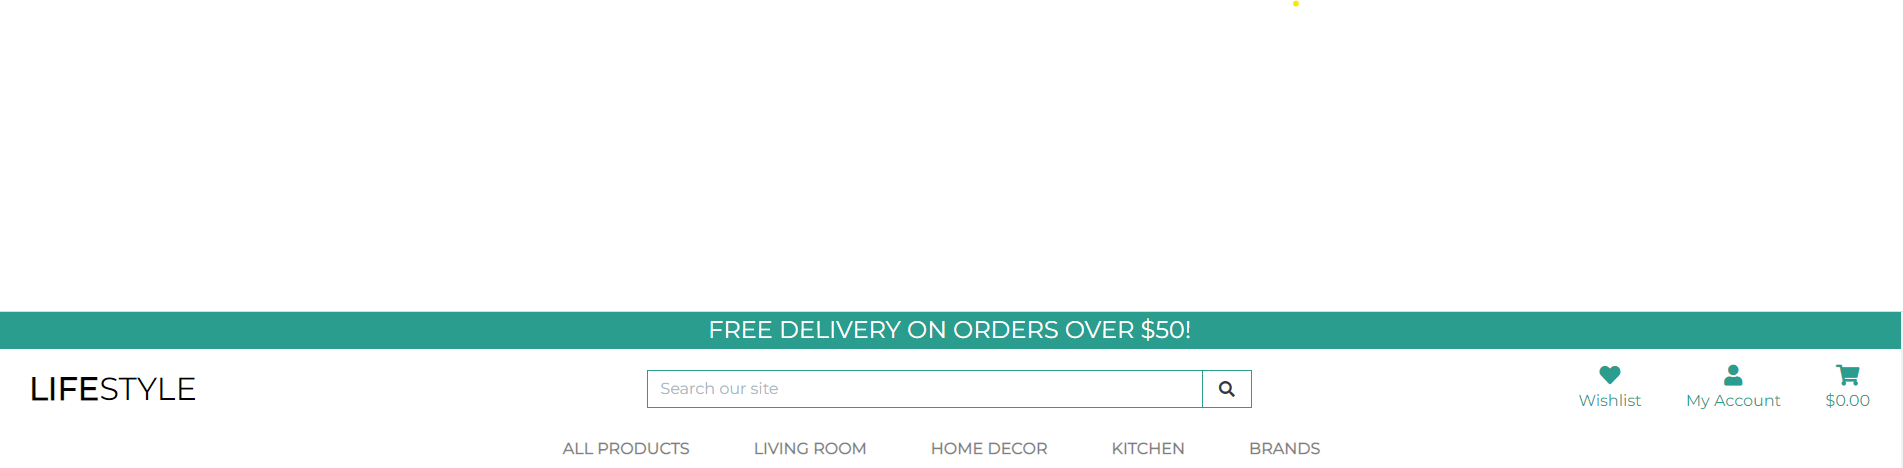 FREE DELIVERY ON ORDERS OVER $50!
LIFESTYLE
Search our site
Wishlist
My Account
$0.00
ALL PRODUCTS LIVING ROOM HOME DECOR KITCHEN BRANDS